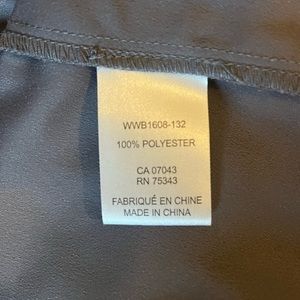 WWB1608-132
100% POLYESTER
CA 07043
RN 75343
FABRIQUÉ EN CHINE
MADE IN CHINA